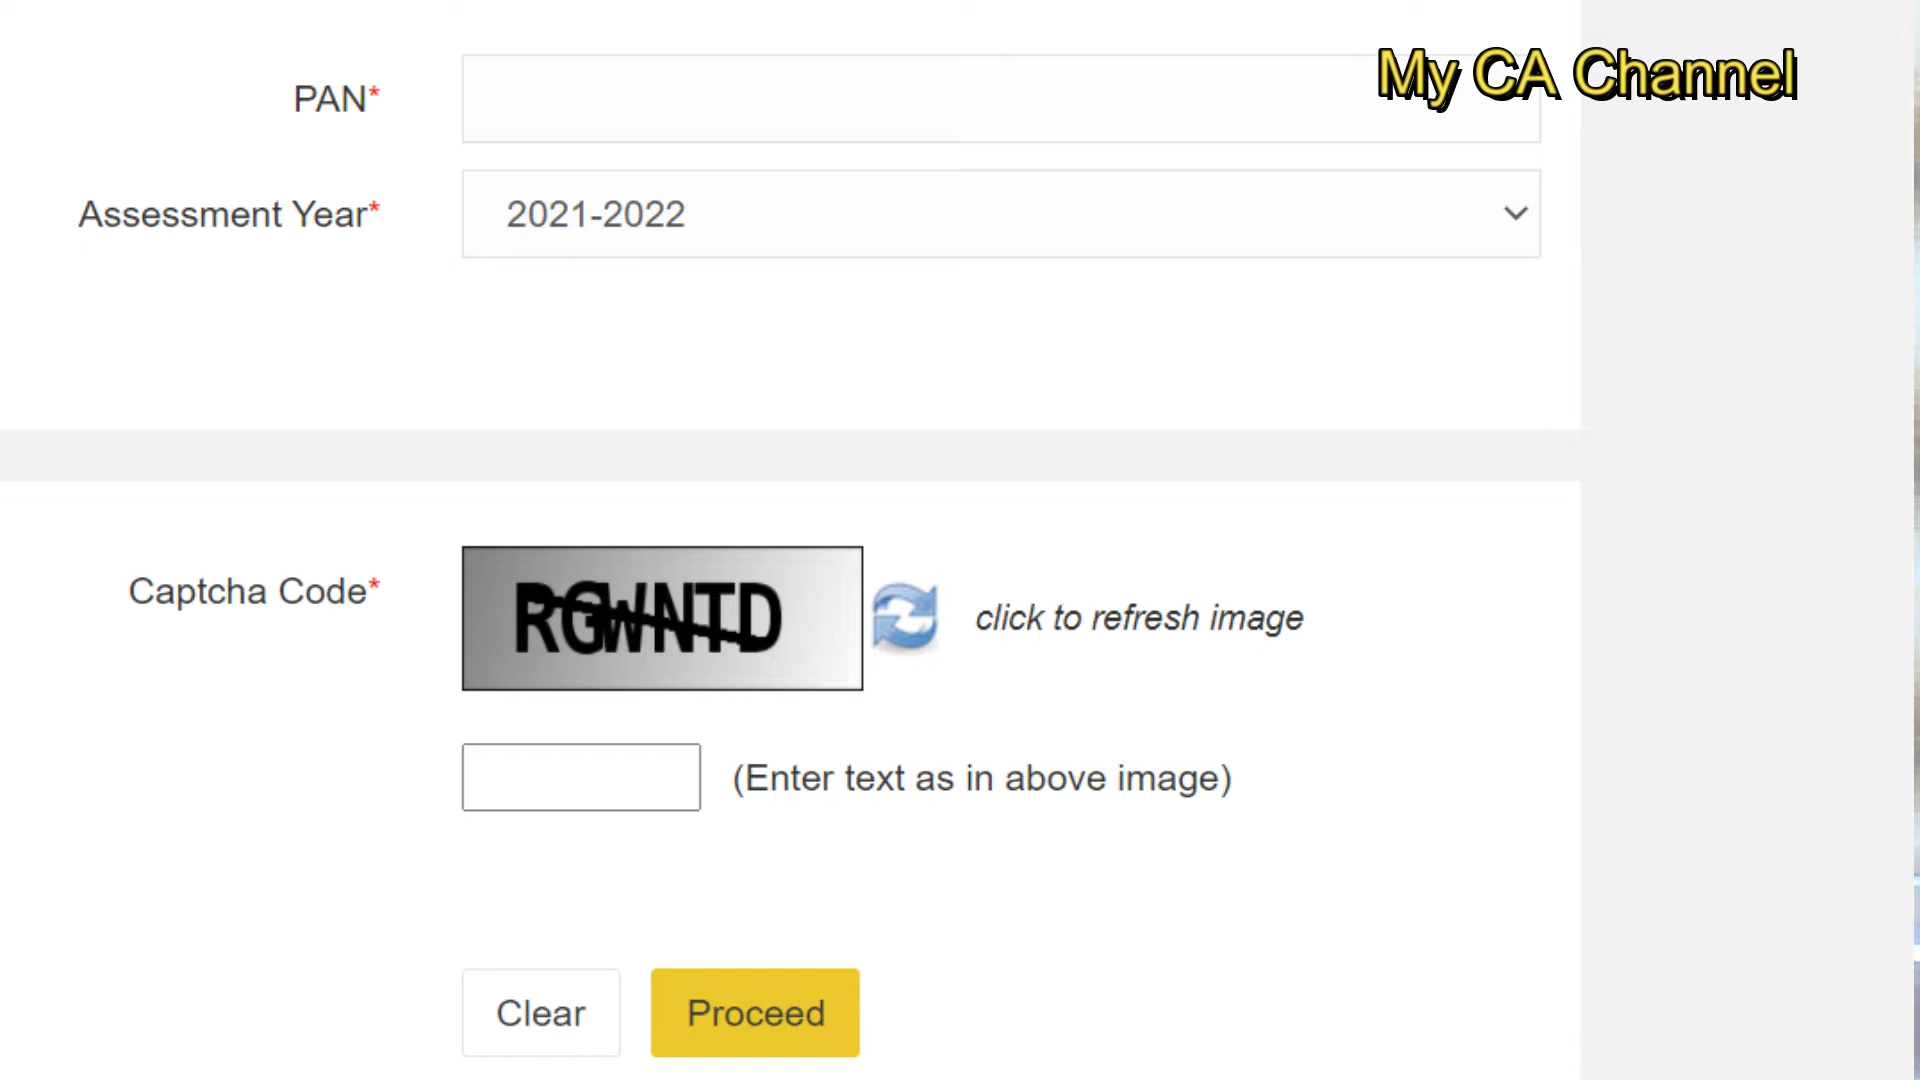 My CA Channel
PAN*
Assessment Year*
2021-2022
Captcha Code*
RGWNTD
click to refresh image
(Enter text as in above image)
Clear
Proceed